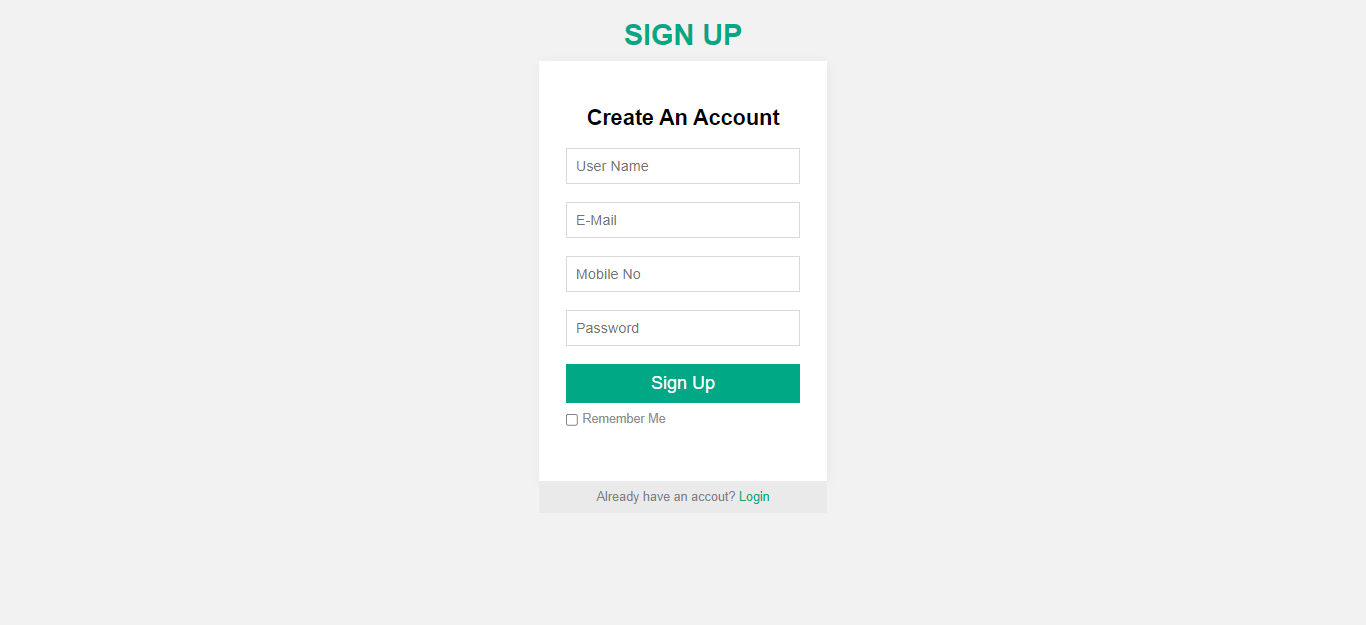 SIGN UP
Create An Account
User Name
E-Mail
Mobile No
Password
Sign Up
Remember Me
Already have an accout? Login